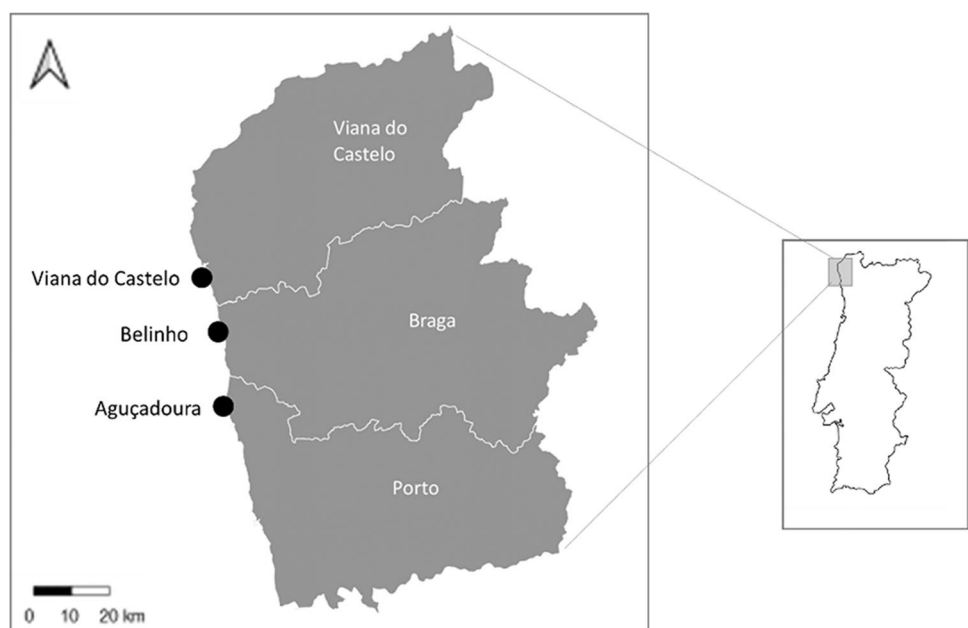 Viana do
Castelo
Viana do Castelo
Belinho
Braga
Aguçadoura
Porto
0 10 20 km